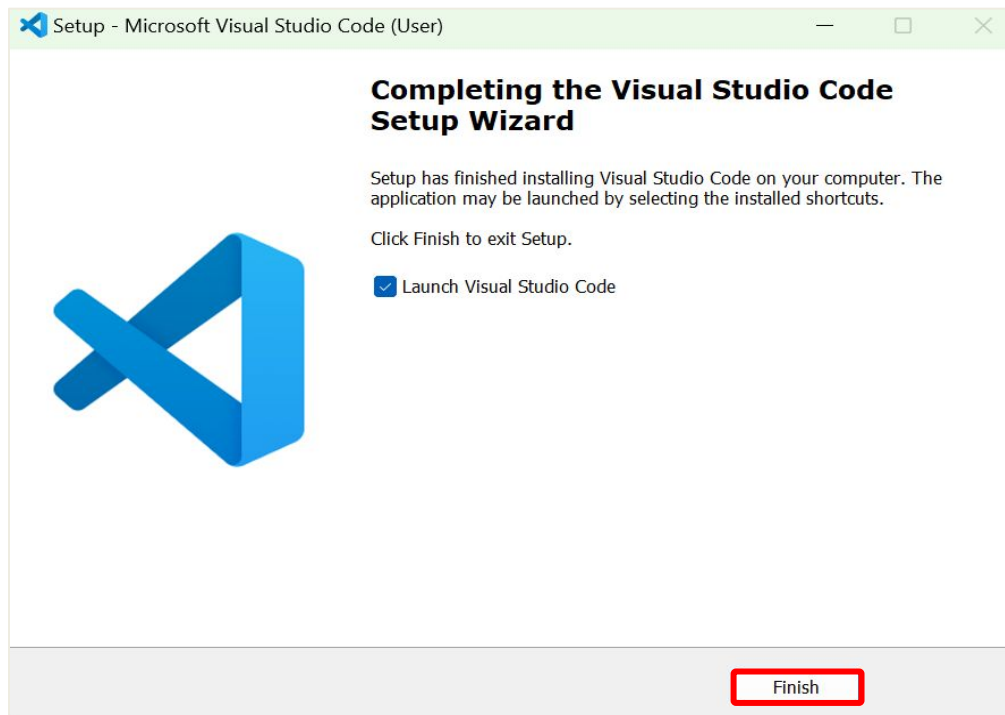 Setup - Microsoft Visual Studio Code (User)
Completing the Visual Studio Code
Setup Wizard
Setup has finished installing Visual Studio Code on your computer. The
application may be launched by selecting the installed shortcuts.
Click Finish to exit Setup.
Launch Visual Studio Code
Finish